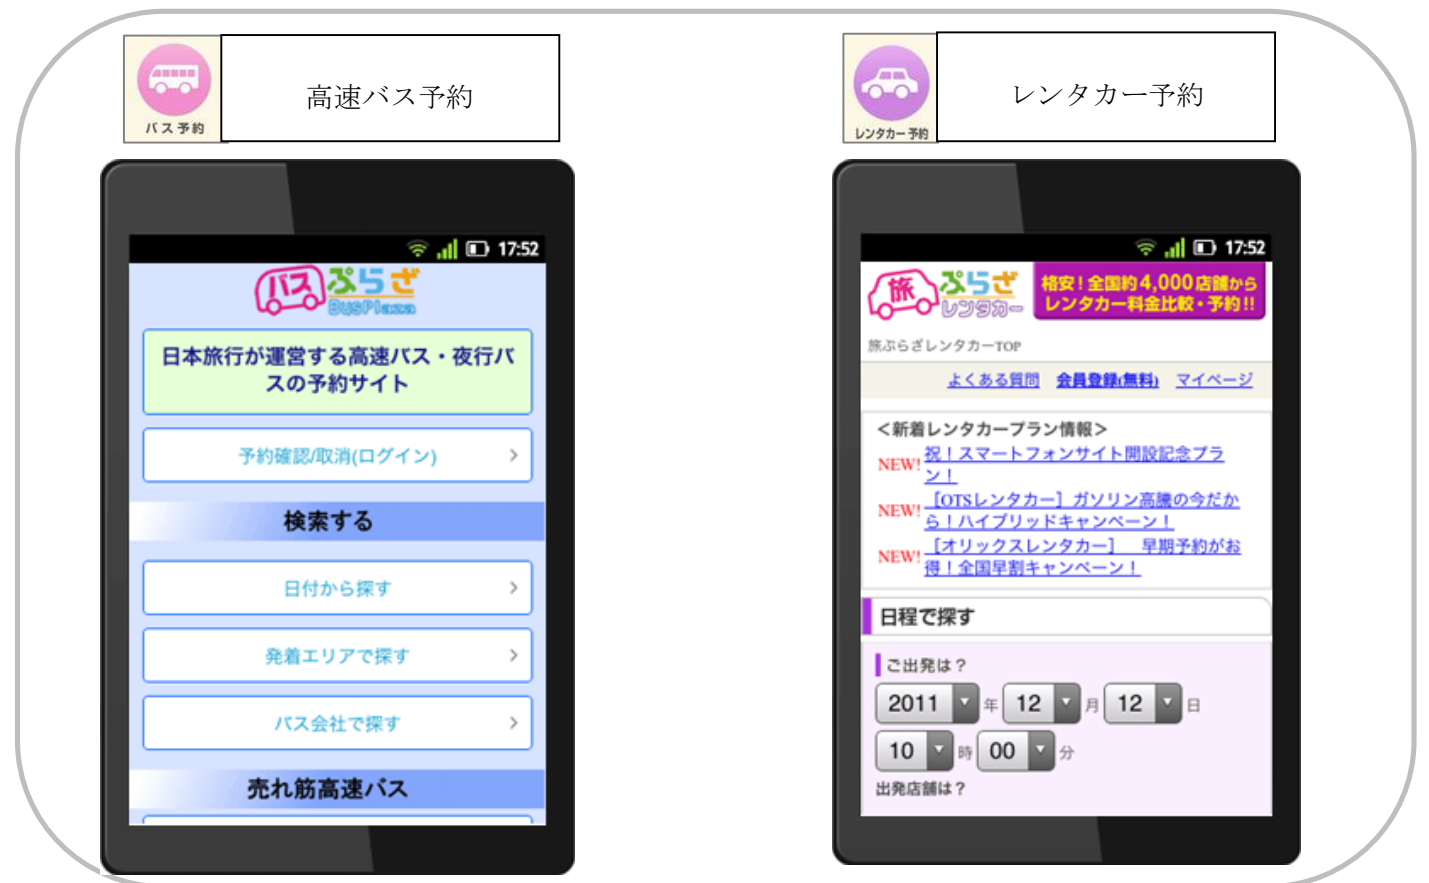 バス予約
高速バス予約
17:52
バス ぷらざ
BusPlaza
日本旅行が運営する高速バス・夜行バ
スの予約サイト
予約確認/取消(ログイン)
検索する
日付から探す
発着エリアで探す
バス会社で探す
売れ筋高速バス
レンタカー予約
レンタカー予約
17:52
旅 ぷらざ
レンタカー
格安！全国約4,000店舗から
レンタカー料金比較・予約!!
旅ぷらざレンタカーTOP
よくある質問 会員登録(無料) マイページ
＜新着レンタカープラン情報＞
NEW! 祝！スマートフォンサイト開設記念プラ
ン！
NEW! ［OTSレンタカー］ガソリン高騰の今だか
ら！ハイブリッドキャンペーン！
NEW! ［オリックスレンタカー］　早期予約がお
得！全国早割キャンペーン！
日程で探す
ご出発は？
2011 年 12 月 12 日
10 時 00 分
出発店舗は？